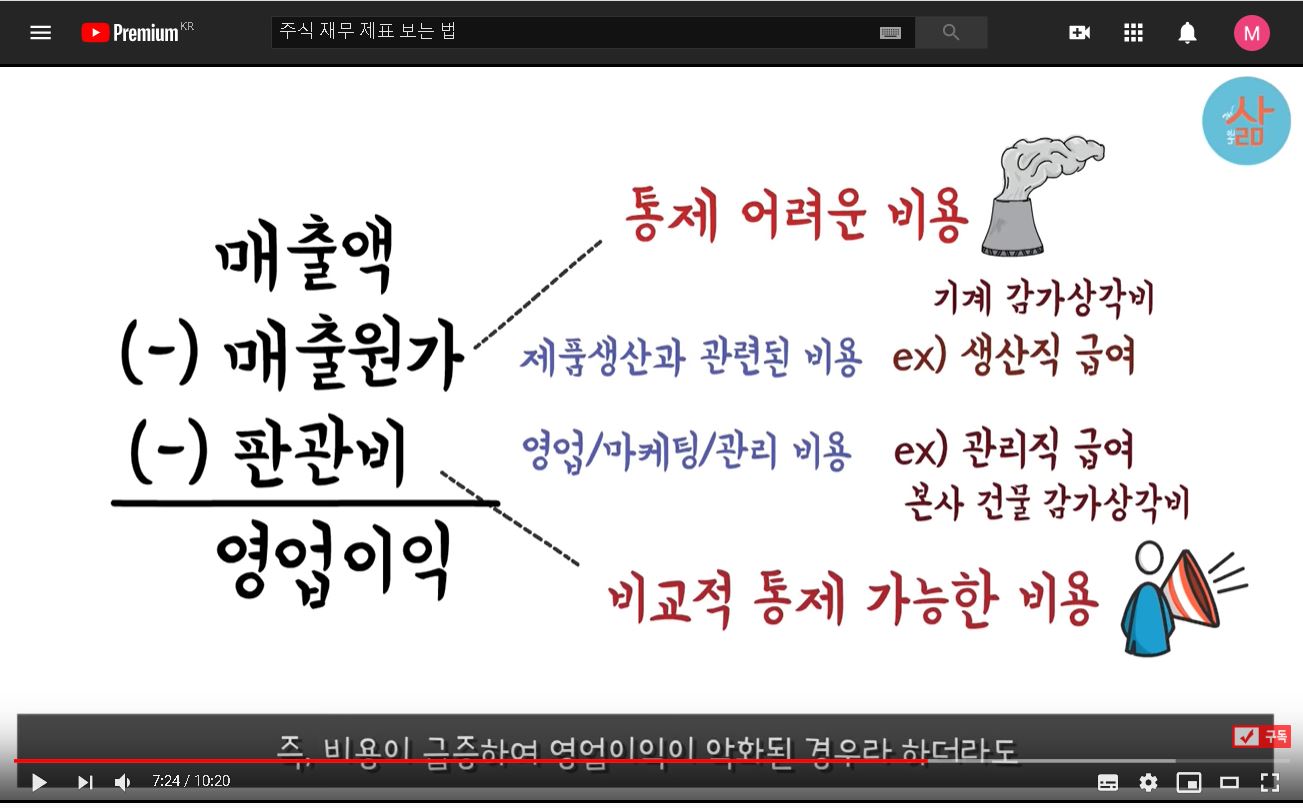 Premium KR
주식 재무 제표 보는 법
M
삶
통제 어려운 비용
매출액
기계 감가상각비
(-) 매출원가
제품생산과 관련된 비용
ex) 생산직 급여
(-) 판관비
영업/마케팅/관리 비용
ex) 관리직 급여
본사 건물 감가상각비
영업이익
비교적 통제 가능한 비용
즉, 비용이 급증하여 영업이익이 악화된 경우라 하더라도
구독
7:24 / 10:20